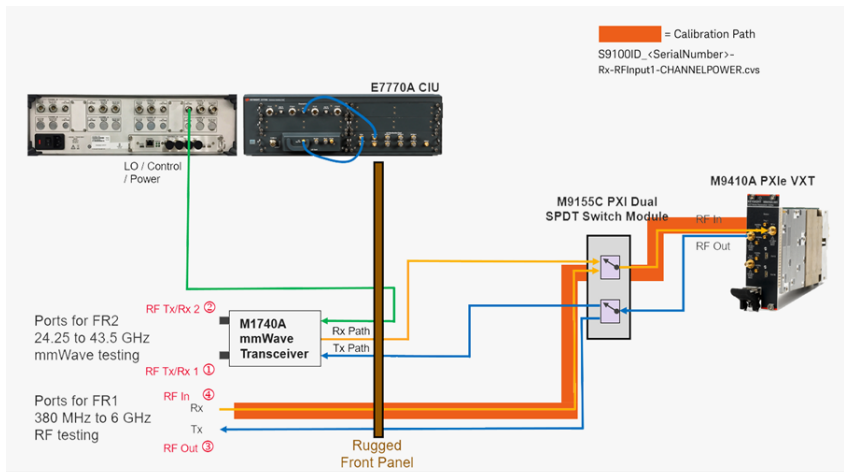 = Calibration Path
S9100ID_<SerialNumber>-
Rx-RFInput1-CHANNELPOWER.cvs
E7770A CIU
LO / Control
/ Power
M9155C PXI Dual
SPDT Switch Module
M9410A PXIe VXT
RF In
RF Out
RF Tx/Rx 2 ②
Ports for FR2
24.25 to 43.5 GHz
mmWave testing
M1740A
mmWave
Transceiver
Rx Path
Tx Path
RF Tx/Rx 1 ①
Ports for FR1
380 MHz to 6 GHz
RF testing
RF In ④
Rx
Tx
RF Out ③
Rugged
Front Panel